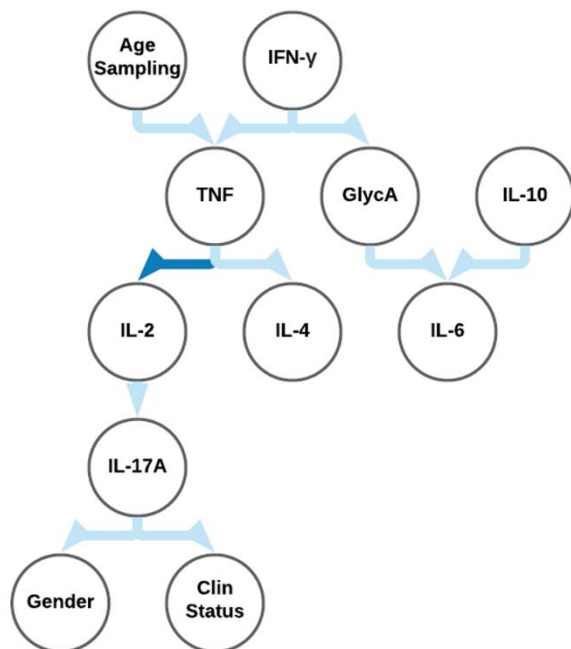 Age
Sampling
IFN-γ
TNF
GlycA
IL-10
IL-2
IL-4
IL-6
IL-17A
Gender
Clin
Status